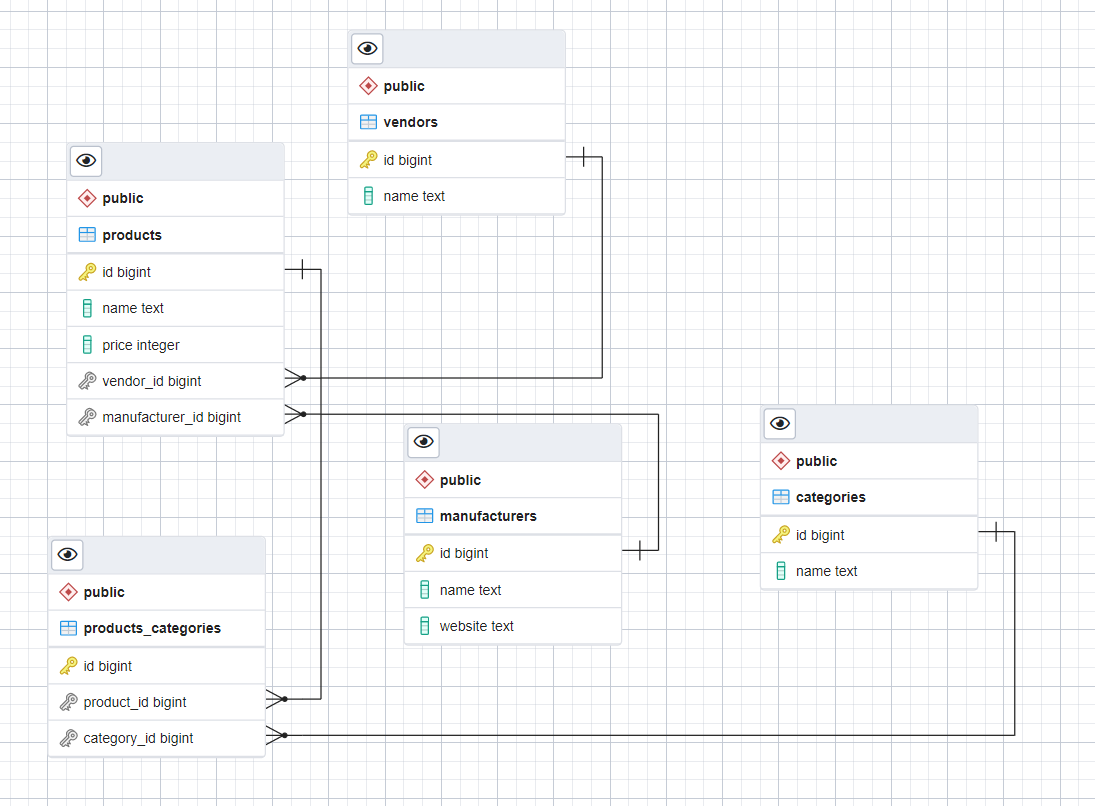 public
vendors
id bigint
name text
public
products
id bigint
name text
price integer
vendor_id bigint
manufacturer_id bigint
public
manufacturers
id bigint
name text
website text
public
categories
id bigint
name text
public
products_categories
id bigint
product_id bigint
category_id bigint